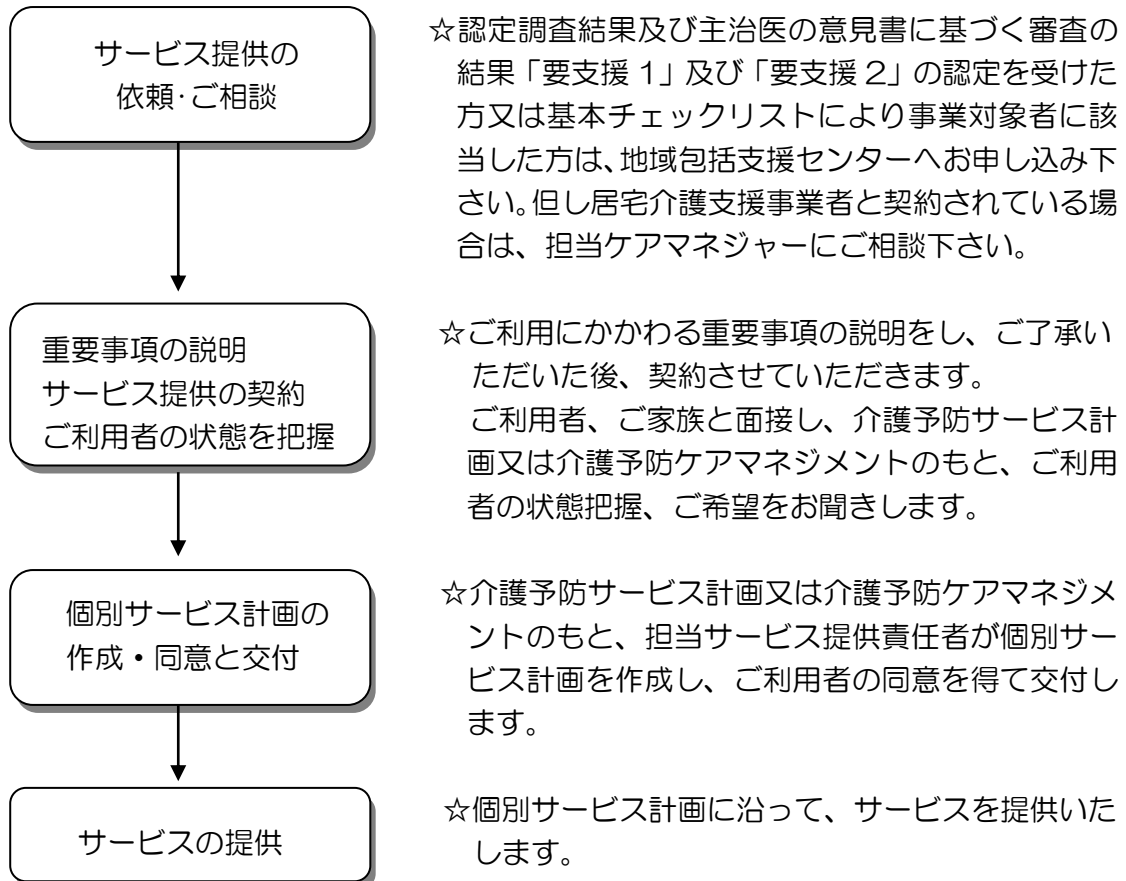 サービス提供の
依頼･ご相談
☆認定調査結果及び主治医の意見書に基づく審査の
結果「要支援１」及び「要支援２」の認定を受けた
方又は基本チェックリストにより事業対象者に該
当した方は、地域包括支援センターへお申し込み下
さい。但し居宅介護支援事業者と契約されている場
合は、担当ケアマネジャーにご相談下さい。
重要事項の説明
サービス提供の契約
ご利用者の状態を把握
☆ご利用にかかわる重要事項の説明をし、ご了承い
ただいた後、契約させていただきます。
ご利用者、ご家族と面接し、介護予防サービス計
画又は介護予防ケアマネジメントのもと、ご利用
者の状態把握、ご希望をお聞きします。
個別サービス計画の
作成・同意と交付
☆介護予防サービス計画又は介護予防ケアマネジメ
ントのもと、担当サービス提供責任者が個別サー
ビス計画を作成し、ご利用者の同意を得て交付し
ます。
サービスの提供
☆個別サービス計画に沿って、サービスを提供いた
します。